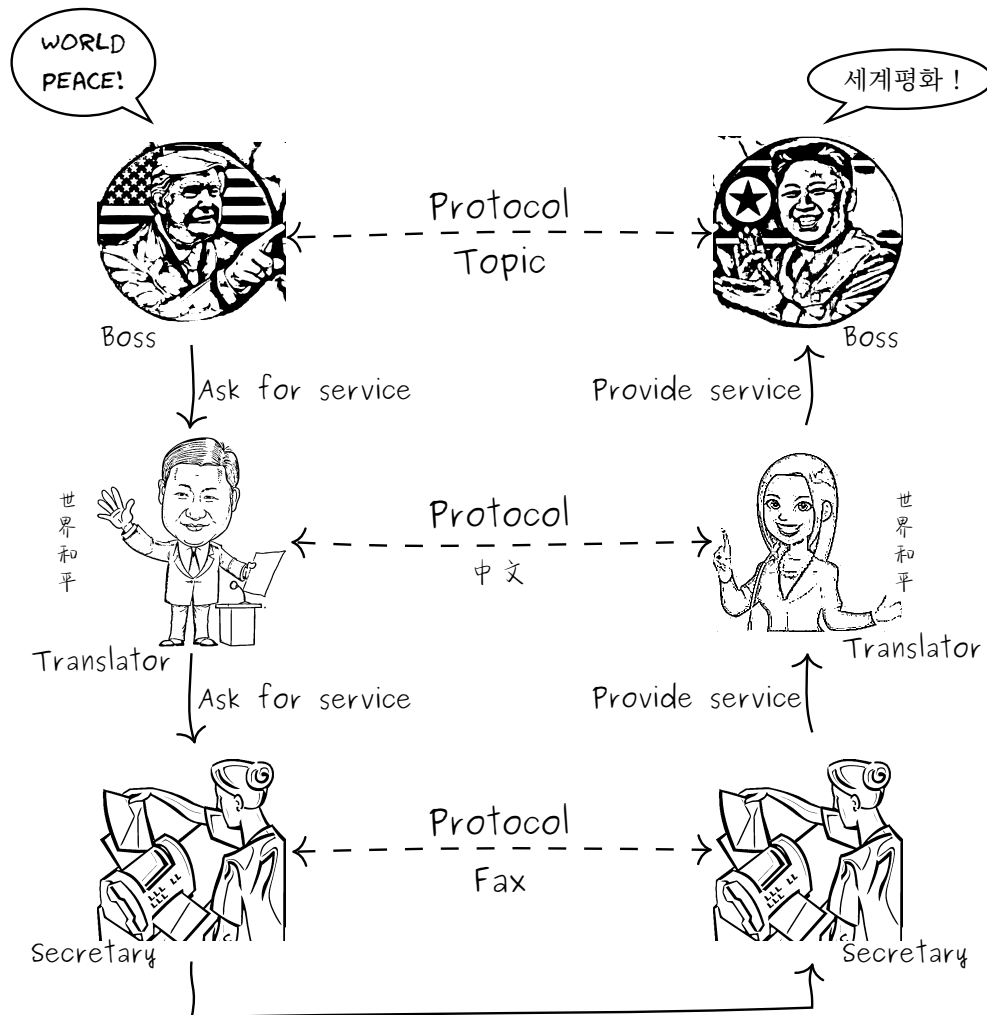 WORLD
PEACE!
세계평화 !
Protocol
Topic
Boss
Boss
Ask for service
Provide service
世界和平
Protocol
中文
世界和平
Translator
Translator
Ask for service
Provide service
Protocol
Fax
Secretary
Secretary